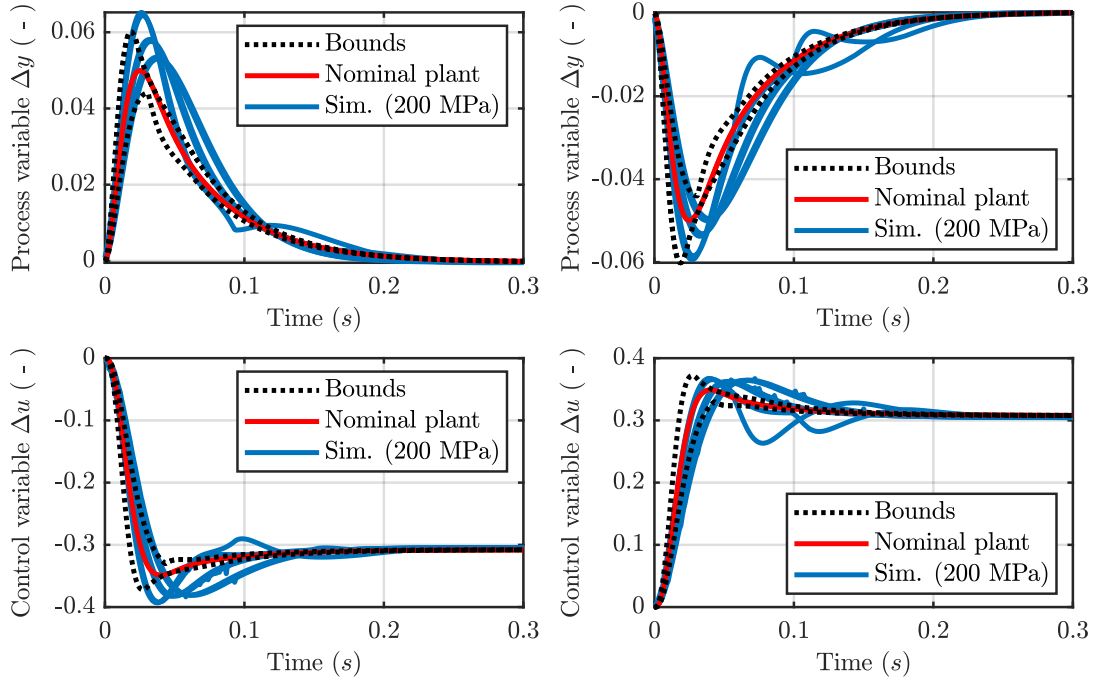 Process variable Δy ( - )
0.06
0.04
0.02
0
0
0.1
0.2
0.3
Time (s)
Bounds
Nominal plant
Sim. (200 MPa)
Process variable Δy ( - )
0
-0.02
-0.04
-0.06
0
0.1
0.2
0.3
Time (s)
Bounds
Nominal plant
Sim. (200 MPa)
Control variable Δu ( - )
0
-0.1
-0.2
-0.3
-0.4
0
0.1
0.2
0.3
Time (s)
Bounds
Nominal plant
Sim. (200 MPa)
Control variable Δu ( - )
0.4
0.3
0.2
0.1
0
0
0.1
0.2
0.3
Time (s)
Bounds
Nominal plant
Sim. (200 MPa)